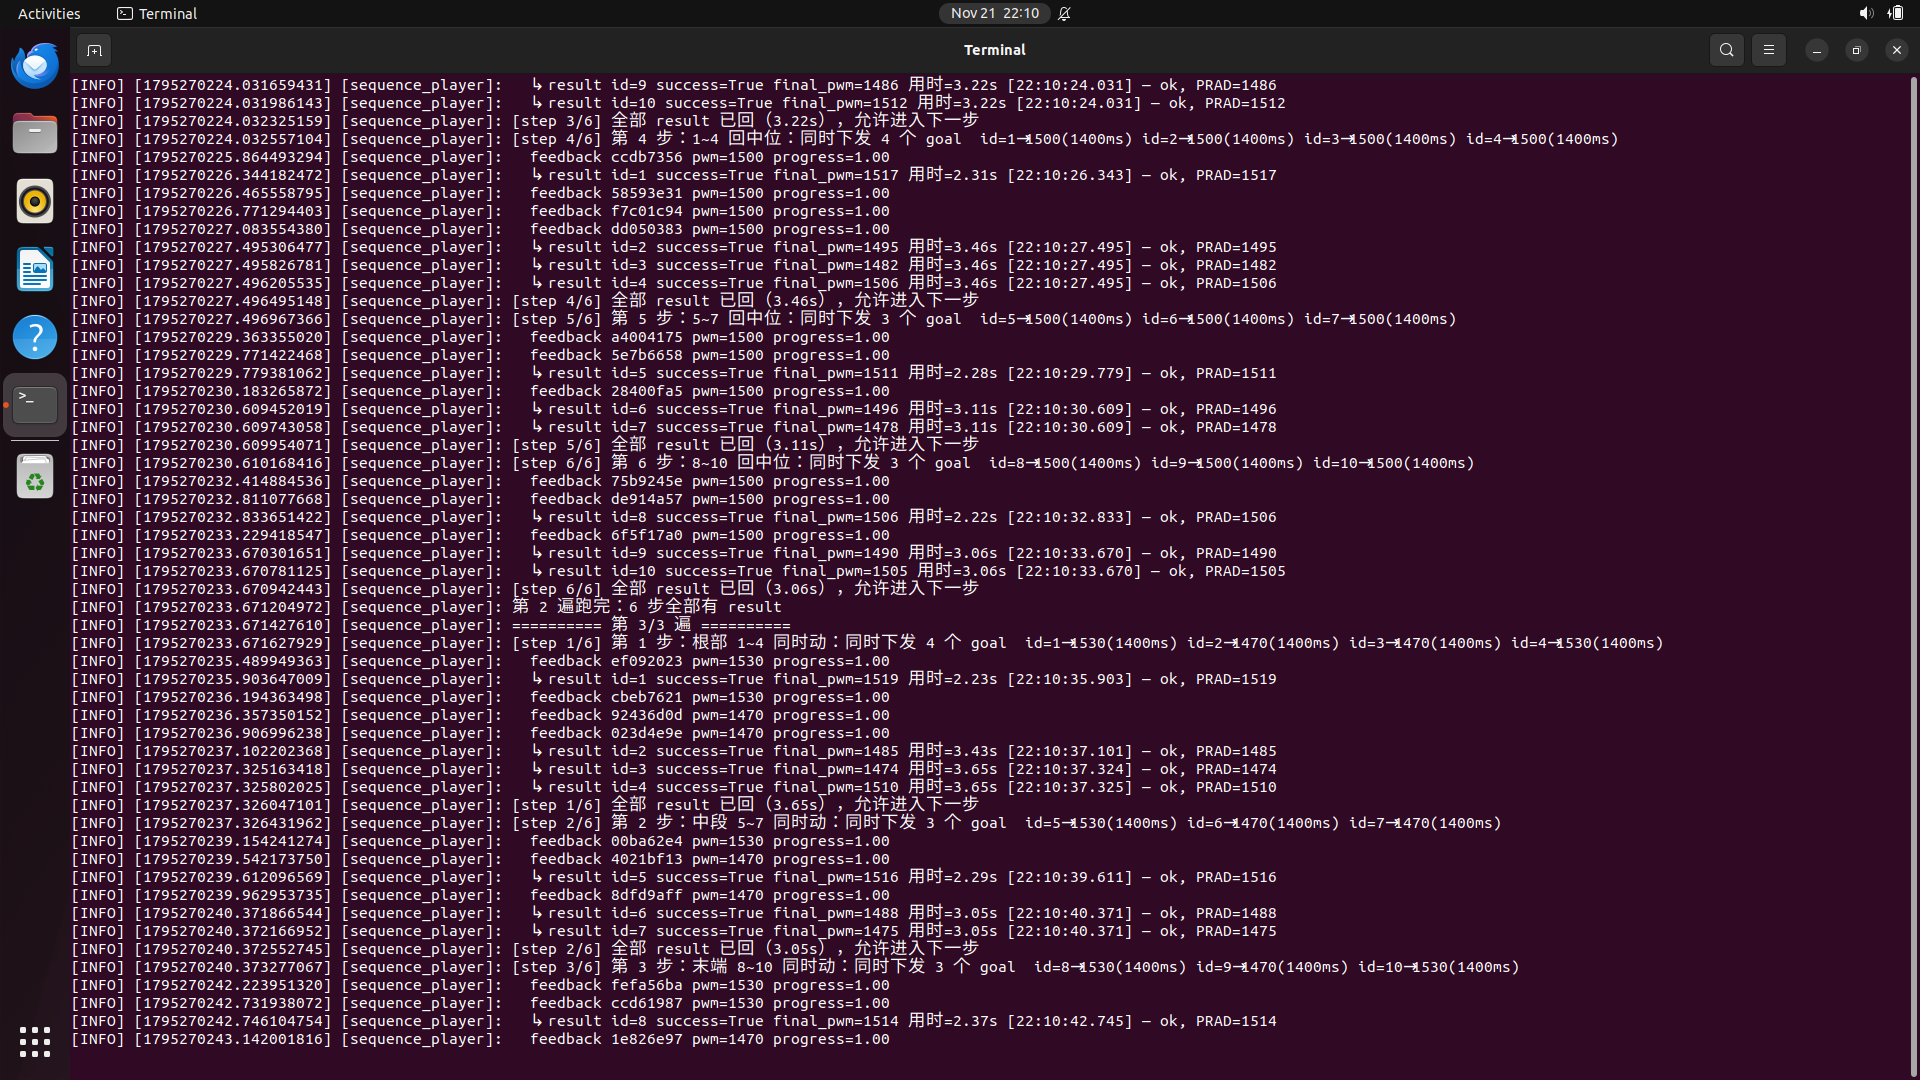 Activities
Terminal
Nov 21 22:10
Terminal
[INFO] [1795270224.031659431] [sequence_player]:   ↳ result id=9 success=True final_pwm=1486 用时=3.22s [22:10:24.031] — ok, PRAD=1486
[INFO] [1795270224.031986143] [sequence_player]:   ↳ result id=10 success=True final_pwm=1512 用时=3.22s [22:10:24.031] — ok, PRAD=1512
[INFO] [1795270224.032325159] [sequence_player]: [step 3/6] 全部 result 已回（3.22s），允许进入下一步
[INFO] [1795270224.032557104] [sequence_player]: [step 4/6] 第 4 步：1~4 回中位：同时下发 4 个 goal  id=1→1500(1400ms) id=2→1500(1400ms) id=3→1500(1400ms) id=4→1500(1400ms)
[INFO] [1795270225.864493294] [sequence_player]:   feedback ccdb7356 pwm=1500 progress=1.00
[INFO] [1795270226.344182472] [sequence_player]:   ↳ result id=1 success=True final_pwm=1517 用时=2.31s [22:10:26.343] — ok, PRAD=1517
[INFO] [1795270226.465558795] [sequence_player]:   feedback 58593e31 pwm=1500 progress=1.00
[INFO] [1795270226.771294403] [sequence_player]:   feedback f7c01c94 pwm=1500 progress=1.00
[INFO] [1795270227.083554380] [sequence_player]:   feedback dd050383 pwm=1500 progress=1.00
[INFO] [1795270227.495306477] [sequence_player]:   ↳ result id=2 success=True final_pwm=1495 用时=3.46s [22:10:27.495] — ok, PRAD=1495
[INFO] [1795270227.495826781] [sequence_player]:   ↳ result id=3 success=True final_pwm=1482 用时=3.46s [22:10:27.495] — ok, PRAD=1482
[INFO] [1795270227.496205535] [sequence_player]:   ↳ result id=4 success=True final_pwm=1506 用时=3.46s [22:10:27.495] — ok, PRAD=1506
[INFO] [1795270227.496495148] [sequence_player]: [step 4/6] 全部 result 已回（3.46s），允许进入下一步
[INFO] [1795270227.496967366] [sequence_player]: [step 5/6] 第 5 步：5~7 回中位：同时下发 3 个 goal  id=5→1500(1400ms) id=6→1500(1400ms) id=7→1500(1400ms)
[INFO] [1795270229.363355020] [sequence_player]:   feedback a4004175 pwm=1500 progress=1.00
[INFO] [1795270229.771422468] [sequence_player]:   feedback 5e7b6658 pwm=1500 progress=1.00
[INFO] [1795270229.779381062] [sequence_player]:   ↳ result id=5 success=True final_pwm=1511 用时=2.28s [22:10:29.779] — ok, PRAD=1511
[INFO] [1795270230.183265872] [sequence_player]:   feedback 28400fa5 pwm=1500 progress=1.00
[INFO] [1795270230.609452019] [sequence_player]:   ↳ result id=6 success=True final_pwm=1496 用时=3.11s [22:10:30.609] — ok, PRAD=1496
[INFO] [1795270230.609743058] [sequence_player]:   ↳ result id=7 success=True final_pwm=1478 用时=3.11s [22:10:30.609] — ok, PRAD=1478
[INFO] [1795270230.609954071] [sequence_player]: [step 5/6] 全部 result 已回（3.11s），允许进入下一步
[INFO] [1795270230.610168416] [sequence_player]: [step 6/6] 第 6 步：8~10 回中位：同时下发 3 个 goal  id=8→1500(1400ms) id=9→1500(1400ms) id=10→1500(1400ms)
[INFO] [1795270232.414884536] [sequence_player]:   feedback 75b9245e pwm=1500 progress=1.00
[INFO] [1795270232.811077668] [sequence_player]:   feedback de914a57 pwm=1500 progress=1.00
[INFO] [1795270232.833651422] [sequence_player]:   ↳ result id=8 success=True final_pwm=1506 用时=2.22s [22:10:32.833] — ok, PRAD=1506
[INFO] [1795270233.229418547] [sequence_player]:   feedback 6f5f17a0 pwm=1500 progress=1.00
[INFO] [1795270233.670301651] [sequence_player]:   ↳ result id=9 success=True final_pwm=1490 用时=3.06s [22:10:33.670] — ok, PRAD=1490
[INFO] [1795270233.670781125] [sequence_player]:   ↳ result id=10 success=True final_pwm=1505 用时=3.06s [22:10:33.670] — ok, PRAD=1505
[INFO] [1795270233.670942443] [sequence_player]: [step 6/6] 全部 result 已回（3.06s），允许进入下一步
[INFO] [1795270233.671204972] [sequence_player]: 第 2 遍跑完：6 步全部有 result
[INFO] [1795270233.671427610] [sequence_player]: ========== 第 3/3 遍 ==========
[INFO] [1795270233.671627929] [sequence_player]: [step 1/6] 第 1 步：根部 1~4 同时动：同时下发 4 个 goal  id=1→1530(1400ms) id=2→1470(1400ms) id=3→1470(1400ms) id=4→1530(1400ms)
[INFO] [1795270235.489949363] [sequence_player]:   feedback ef092023 pwm=1530 progress=1.00
[INFO] [1795270235.903647009] [sequence_player]:   ↳ result id=1 success=True final_pwm=1519 用时=2.23s [22:10:35.903] — ok, PRAD=1519
[INFO] [1795270236.194363498] [sequence_player]:   feedback cbeb7621 pwm=1530 progress=1.00
[INFO] [1795270236.357350152] [sequence_player]:   feedback 92436d0d pwm=1470 progress=1.00
[INFO] [1795270236.906996238] [sequence_player]:   feedback 023d4e9e pwm=1470 progress=1.00
[INFO] [1795270237.102202368] [sequence_player]:   ↳ result id=2 success=True final_pwm=1485 用时=3.43s [22:10:37.101] — ok, PRAD=1485
[INFO] [1795270237.325163418] [sequence_player]:   ↳ result id=3 success=True final_pwm=1474 用时=3.65s [22:10:37.324] — ok, PRAD=1474
[INFO] [1795270237.325802025] [sequence_player]:   ↳ result id=4 success=True final_pwm=1510 用时=3.65s [22:10:37.325] — ok, PRAD=1510
[INFO] [1795270237.326047101] [sequence_player]: [step 1/6] 全部 result 已回（3.65s），允许进入下一步
[INFO] [1795270237.326431962] [sequence_player]: [step 2/6] 第 2 步：中段 5~7 同时动：同时下发 3 个 goal  id=5→1530(1400ms) id=6→1470(1400ms) id=7→1470(1400ms)
[INFO] [1795270239.154241274] [sequence_player]:   feedback 00ba62e4 pwm=1530 progress=1.00
[INFO] [1795270239.542173750] [sequence_player]:   feedback 4021bf13 pwm=1470 progress=1.00
[INFO] [1795270239.612096569] [sequence_player]:   ↳ result id=5 success=True final_pwm=1516 用时=2.29s [22:10:39.611] — ok, PRAD=1516
[INFO] [1795270239.962953735] [sequence_player]:   feedback 8dfd9aff pwm=1470 progress=1.00
[INFO] [1795270240.371866544] [sequence_player]:   ↳ result id=6 success=True final_pwm=1488 用时=3.05s [22:10:40.371] — ok, PRAD=1488
[INFO] [1795270240.372166952] [sequence_player]:   ↳ result id=7 success=True final_pwm=1475 用时=3.05s [22:10:40.371] — ok, PRAD=1475
[INFO] [1795270240.372552745] [sequence_player]: [step 2/6] 全部 result 已回（3.05s），允许进入下一步
[INFO] [1795270240.373277067] [sequence_player]: [step 3/6] 第 3 步：末端 8~10 同时动：同时下发 3 个 goal  id=8→1530(1400ms) id=9→1470(1400ms) id=10→1530(1400ms)
[INFO] [1795270242.223951320] [sequence_player]:   feedback fefa56ba pwm=1530 progress=1.00
[INFO] [1795270242.731938072] [sequence_player]:   feedback ccd61987 pwm=1530 progress=1.00
[INFO] [1795270242.746104754] [sequence_player]:   ↳ result id=8 success=True final_pwm=1514 用时=2.37s [22:10:42.745] — ok, PRAD=1514
[INFO] [1795270243.142001816] [sequence_player]:   feedback 1e826e97 pwm=1470 progress=1.00